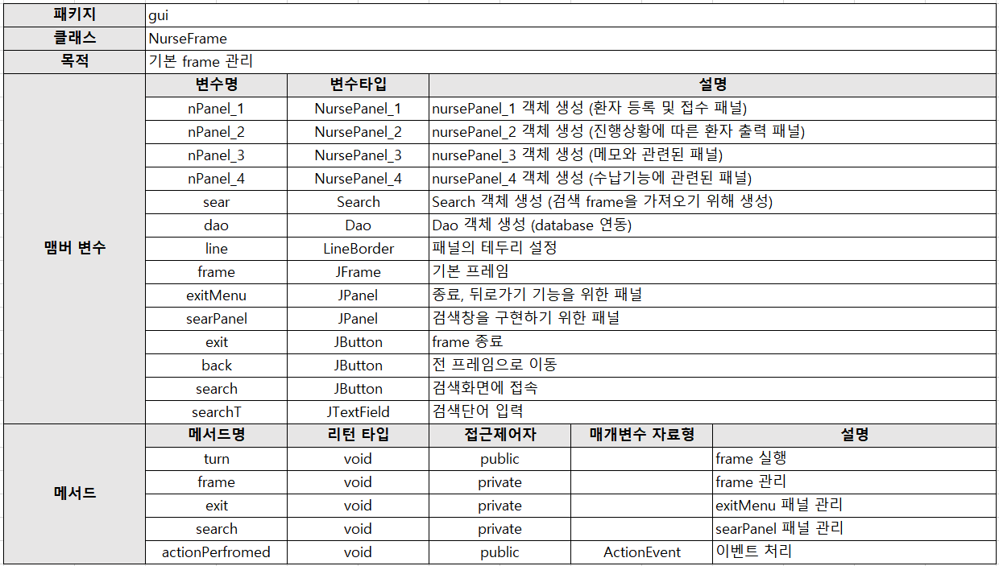 패키지 gui
클래스 NurseFrame
목적 기본 frame 관리
맴버 변수
변수명 변수타입 설명
nPanel_1 NursePanel_1 nursePanel_1 객체 생성 (환자 등록 및 접수 패널)
nPanel_2 NursePanel_2 nursePanel_2 객체 생성 (진행상황에 따른 환자 출력 패널)
nPanel_3 NursePanel_3 nursePanel_3 객체 생성 (메모와 관련된 패널)
nPanel_4 NursePanel_4 nursePanel_4 객체 생성 (수납기능에 관련된 패널)
sear Search Search 객체 생성 (검색 frame을 가져오기 위해 생성)
dao Dao Dao 객체 생성 (database 연동)
line LineBorder 패널의 테두리 설정
frame JFrame 기본 프레임
exitMenu JPanel 종료, 뒤로가기 기능을 위한 패널
searPanel JPanel 검색창을 구현하기 위한 패널
exit JButton frame 종료
back JButton 전 프레임으로 이동
search JButton 검색화면에 접속
searchT JTextField 검색단어 입력
메서드
메서드명 리턴 타입 접근제어자 매개변수 자료형 설명
turn void public frame 실행
frame void private frame 관리
exit void private exitMenu 패널 관리
search void private searPanel 패널 관리
actionPerfromed void public ActionEvent 이벤트 처리